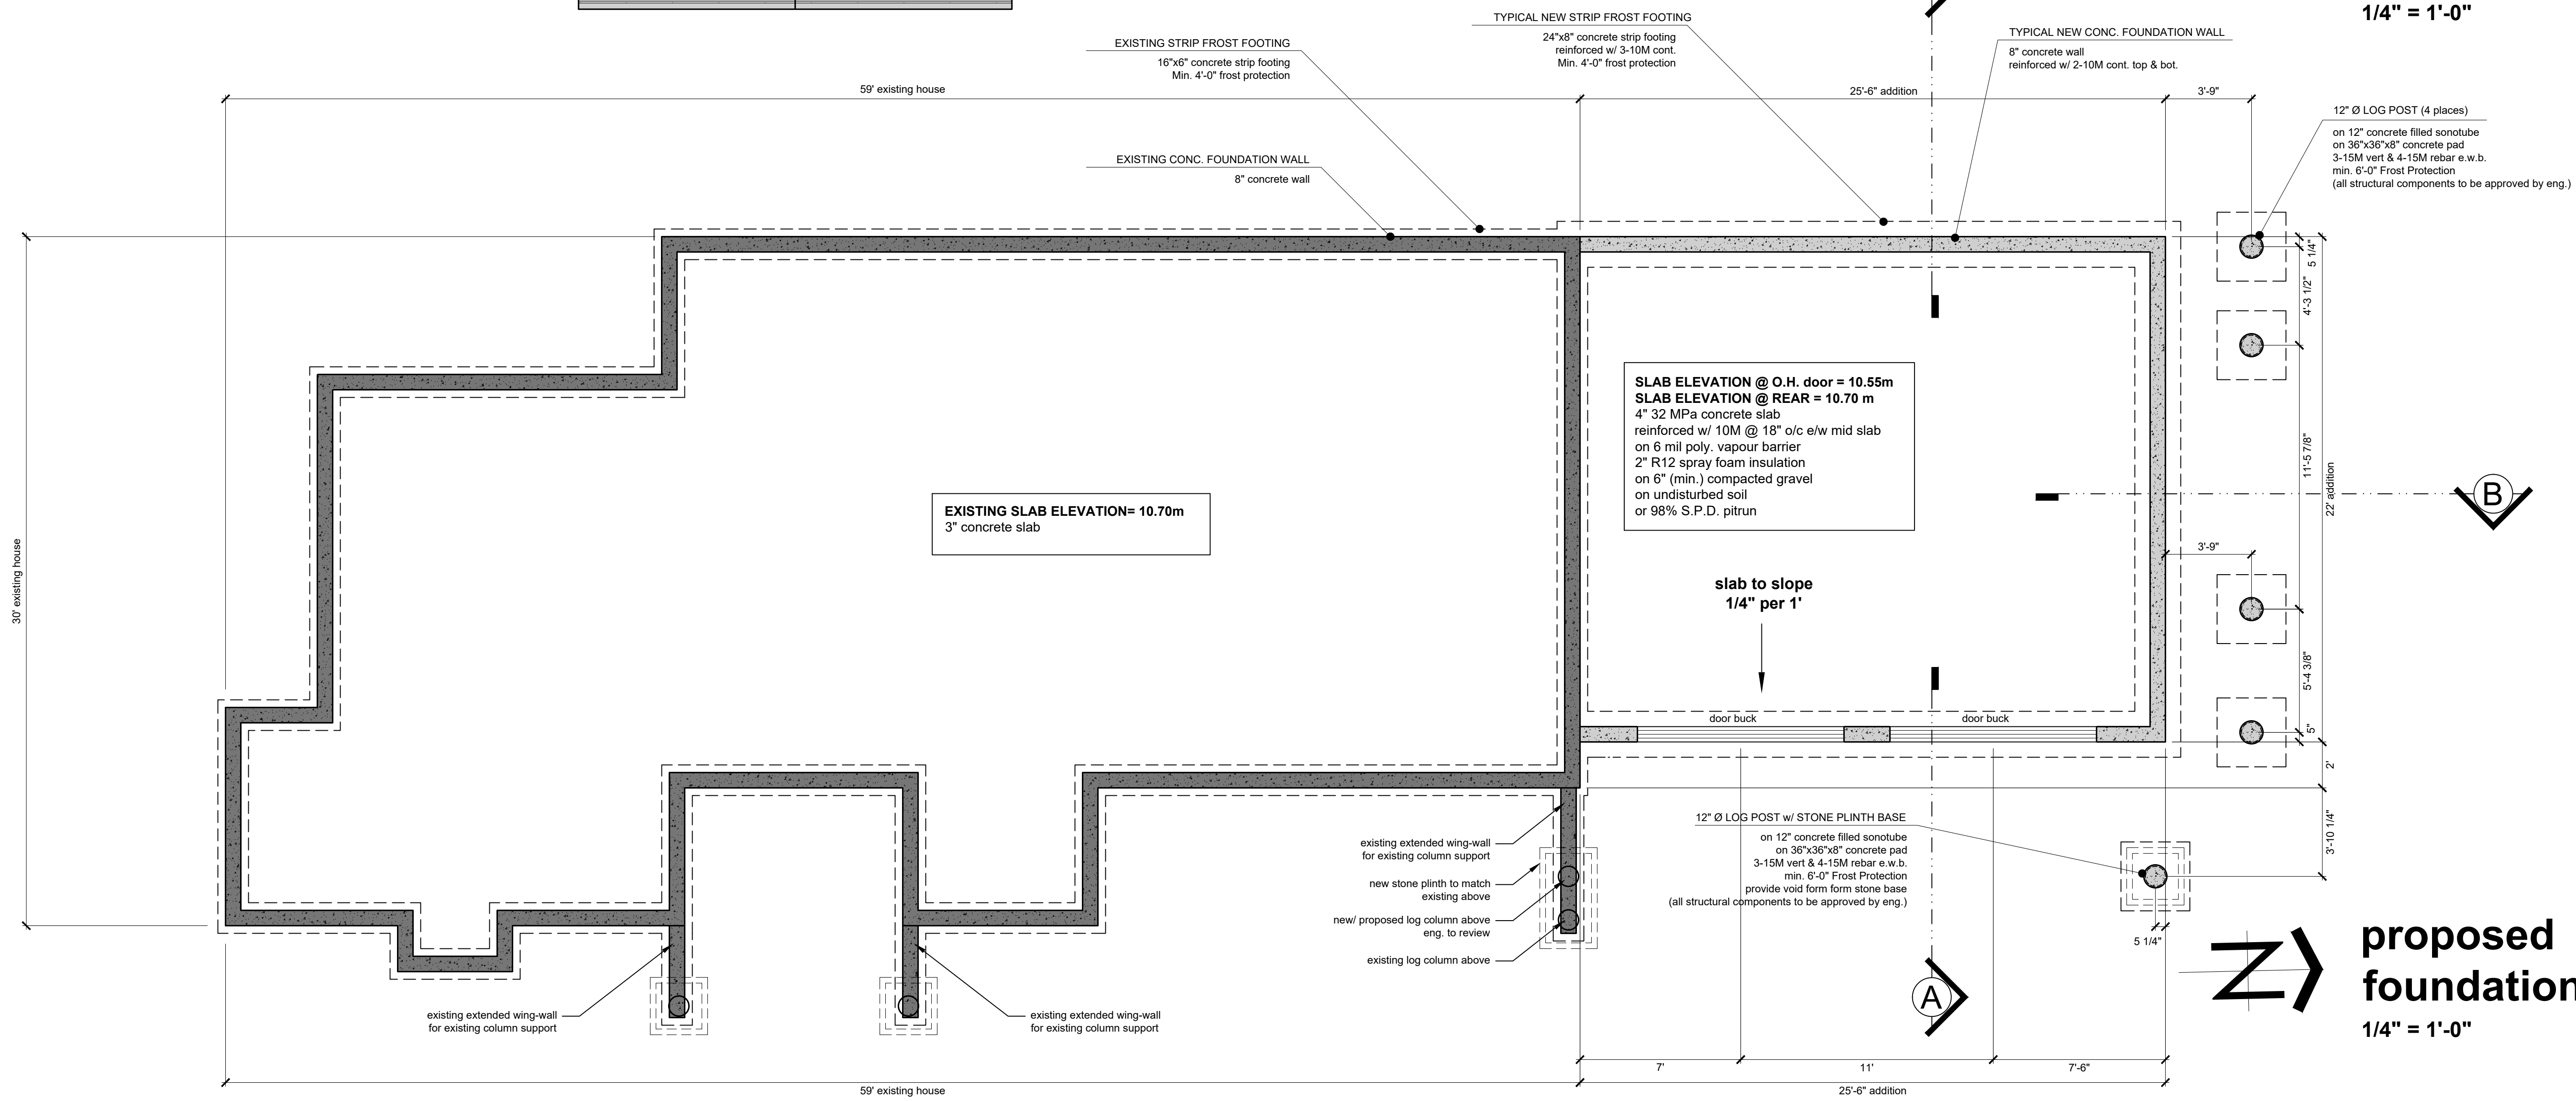 1/4" = 1'-0"
TYPICAL NEW STRIP FROST FOOTING
24"x8" concrete strip footing
reinforced w/ 3-10M cont.
Min. 4'-0" frost protection
TYPICAL NEW CONC. FOUNDATION WALL
8" concrete wall
reinforced w/ 2-10M cont. top & bot.
EXISTING STRIP FROST FOOTING
16"x6" concrete strip footing
Min. 4'-0" frost protection
59' existing house
25'-6" addition
3'-9"
12" Ø LOG POST (4 places)
on 12" concrete filled sonotube
on 36"x36"x8" concrete pad
3-15M vert & 4-15M rebar e.w.b.
min. 6'-0" Frost Protection
(all structural components to be approved by eng.)
EXISTING CONC. FOUNDATION WALL
8" concrete wall
5 1/4"
4'-3 1/2"
11'-5 7/8"
22' addition
5'-4 3/8"
5"
2'
3'-10 1/4"
30' existing house
SLAB ELEVATION @ O.H. door = 10.55m
SLAB ELEVATION @ REAR = 10.70 m
4" 32 MPa concrete slab
reinforced w/ 10M @ 18" o/c e/w mid slab
on 6 mil poly. vapour barrier
2" R12 spray foam insulation
on 6" (min.) compacted gravel
on undisturbed soil
or 98% S.P.D. pitrun
EXISTING SLAB ELEVATION= 10.70m
3" concrete slab
B
3'-9"
slab to slope
1/4" per 1'
door buck
door buck
12" Ø LOG POST w/ STONE PLINTH BASE
on 12" concrete filled sonotube
on 36"x36"x8" concrete pad
3-15M vert & 4-15M rebar e.w.b.
min. 6'-0" Frost Protection
provide void form form stone base
(all structural components to be approved by eng.)
existing extended wing-wall
for existing column support
new stone plinth to match
existing above
new/ proposed log column above
eng. to review
existing log column above
5 1/4"
existing extended wing-wall
for existing column support
existing extended wing-wall
for existing column support
A
Z
proposed
foundation
1/4" = 1'-0"
7'
11'
7'-6"
59' existing house
25'-6" addition